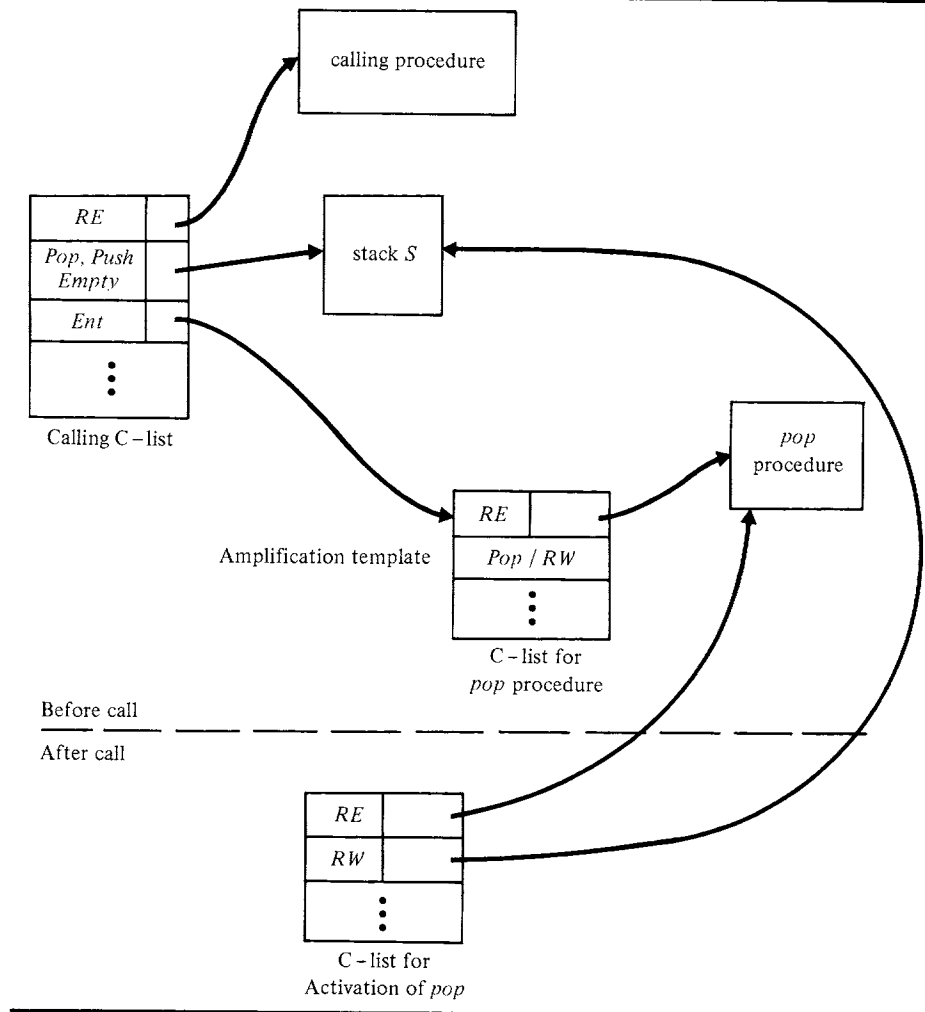 calling procedure
RE
Pop, Push
Empty
Ent
Calling C–list
stack S
pop
procedure
RE
Amplification template
Pop / RW
C–list for
pop procedure
Before call
After call
RE
RW
C–list for
Activation of pop